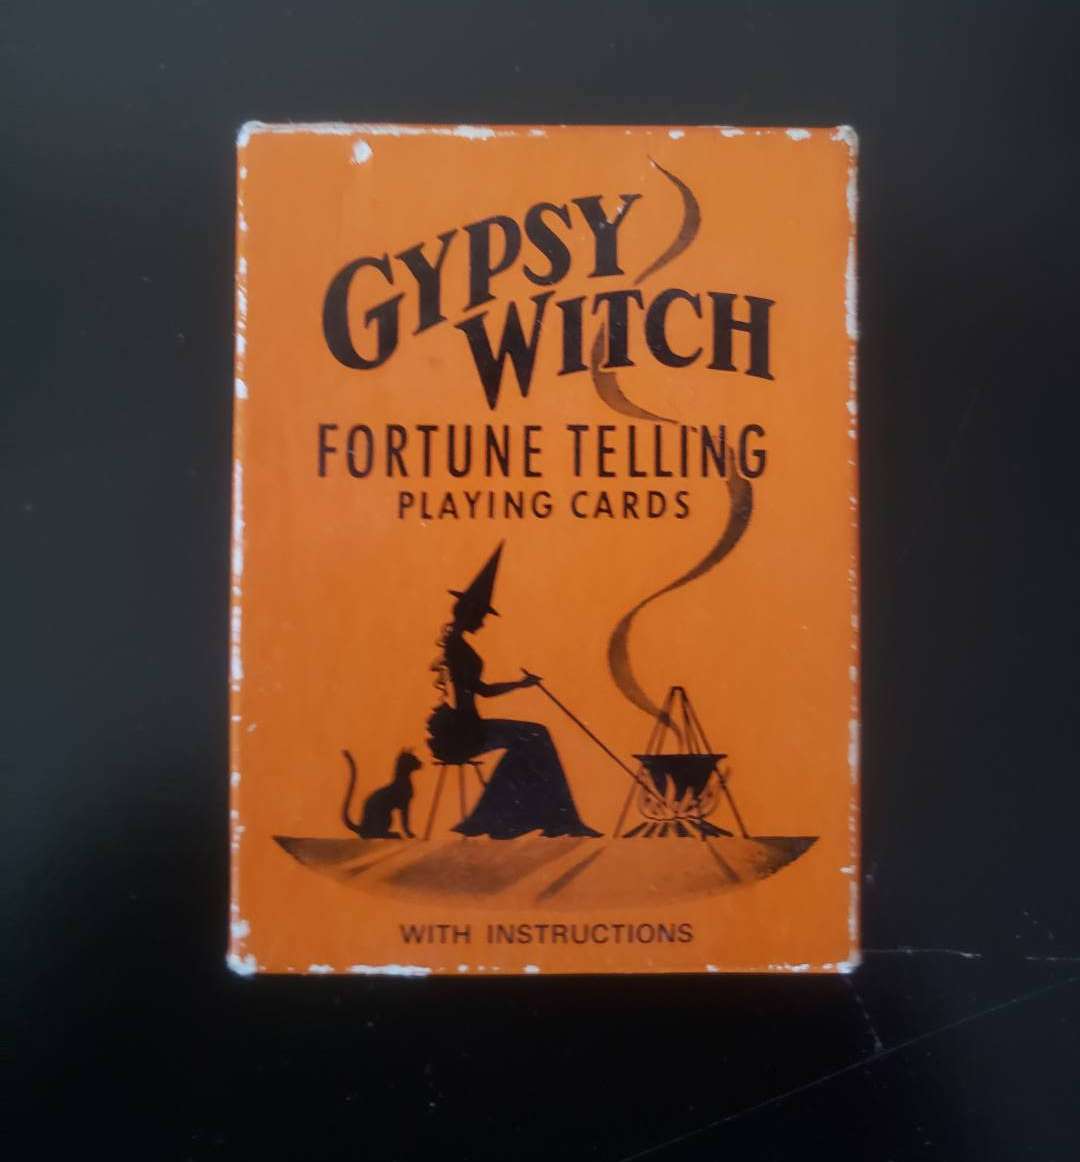 GYPSY
WITCH
FORTUNE TELLING
PLAYING CARDS
WITH INSTRUCTIONS